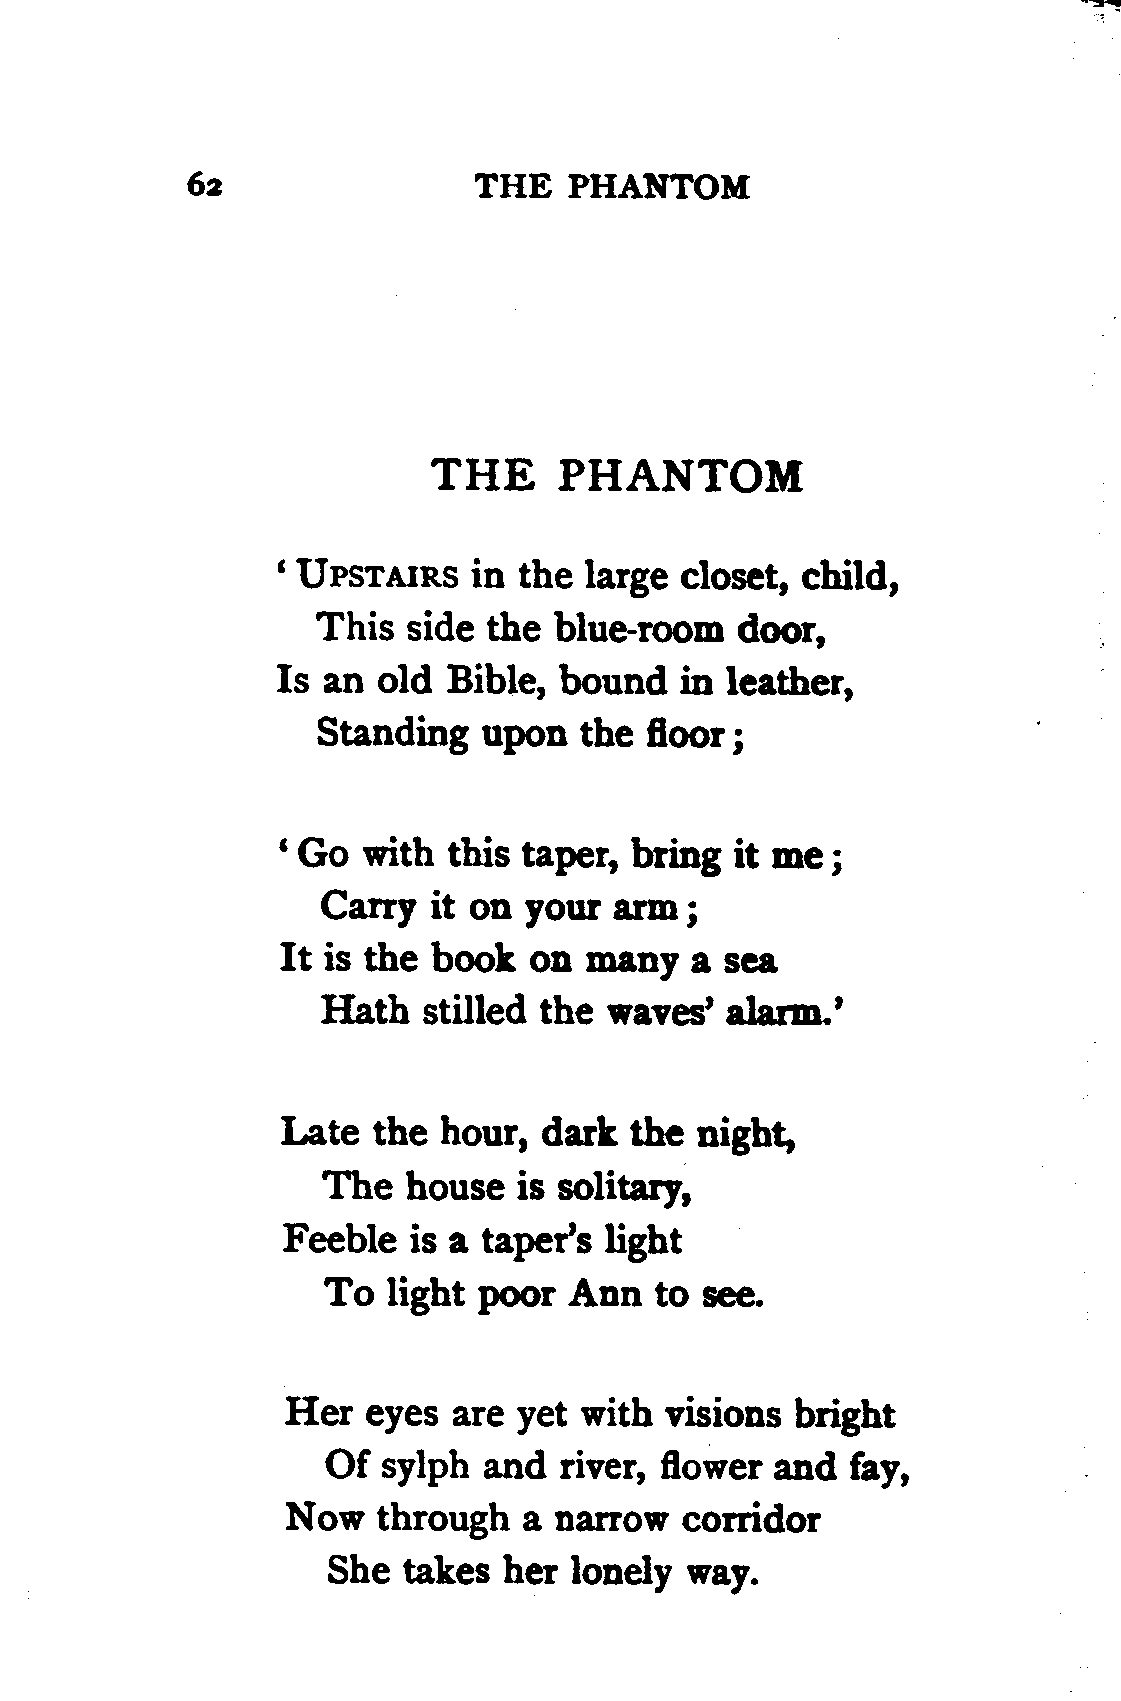 62 THE PHANTOM
THE PHANTOM
‘ UPSTAIRS in the large closet, child,
This side the blue-room door,
Is an old Bible, bound in leather,
Standing upon the floor ;
‘ Go with this taper, bring it me ;
Carry it on your arm ;
It is the book on many a sea
Hath stilled the waves’ alarm.’
Late the hour, dark the night,
The house is solitary,
Feeble is a taper’s light
To light poor Ann to see.
Her eyes are yet with visions bright
Of sylph and river, flower and fay,
Now through a narrow corridor
She takes her lonely way.